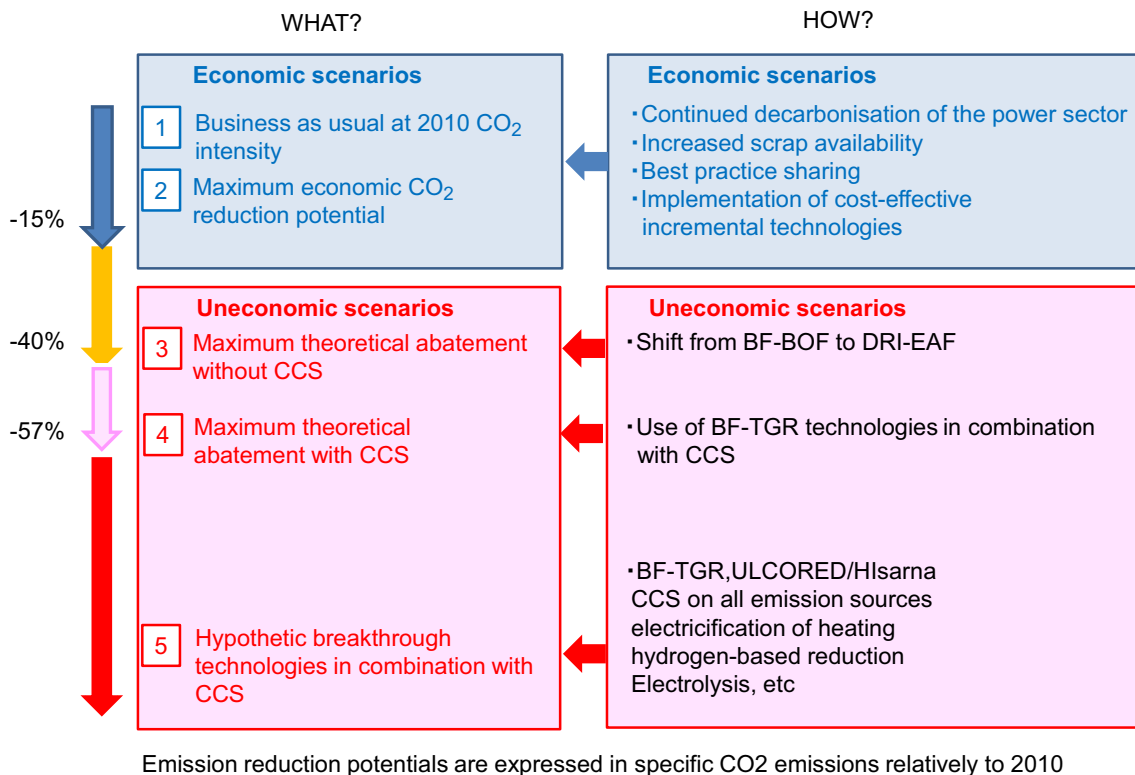 WHAT?
HOW?
-15%
-40%
-57%
Economic scenarios
1
Business as usual at 2010 CO2
intensity
2
Maximum economic CO2
reduction potential
Economic scenarios
・Continued decarbonisation of the power sector
・Increased scrap availability
・Best practice sharing
・Implementation of cost-effective
incremental technologies
Uneconomic scenarios
3
Maximum theoretical abatement
without CCS
4
Maximum theoretical
abatement with CCS
5
Hypothetic breakthrough
technologies in combination with
CCS
Uneconomic scenarios
・Shift from BF-BOF to DRI-EAF
・Use of BF-TGR technologies in combination
with CCS
・BF-TGR,ULCORED/HIsarna
CCS on all emission sources
electricification of heating
hydrogen-based reduction
Electrolysis, etc
Emission reduction potentials are expressed in specific CO2 emissions relatively to 2010